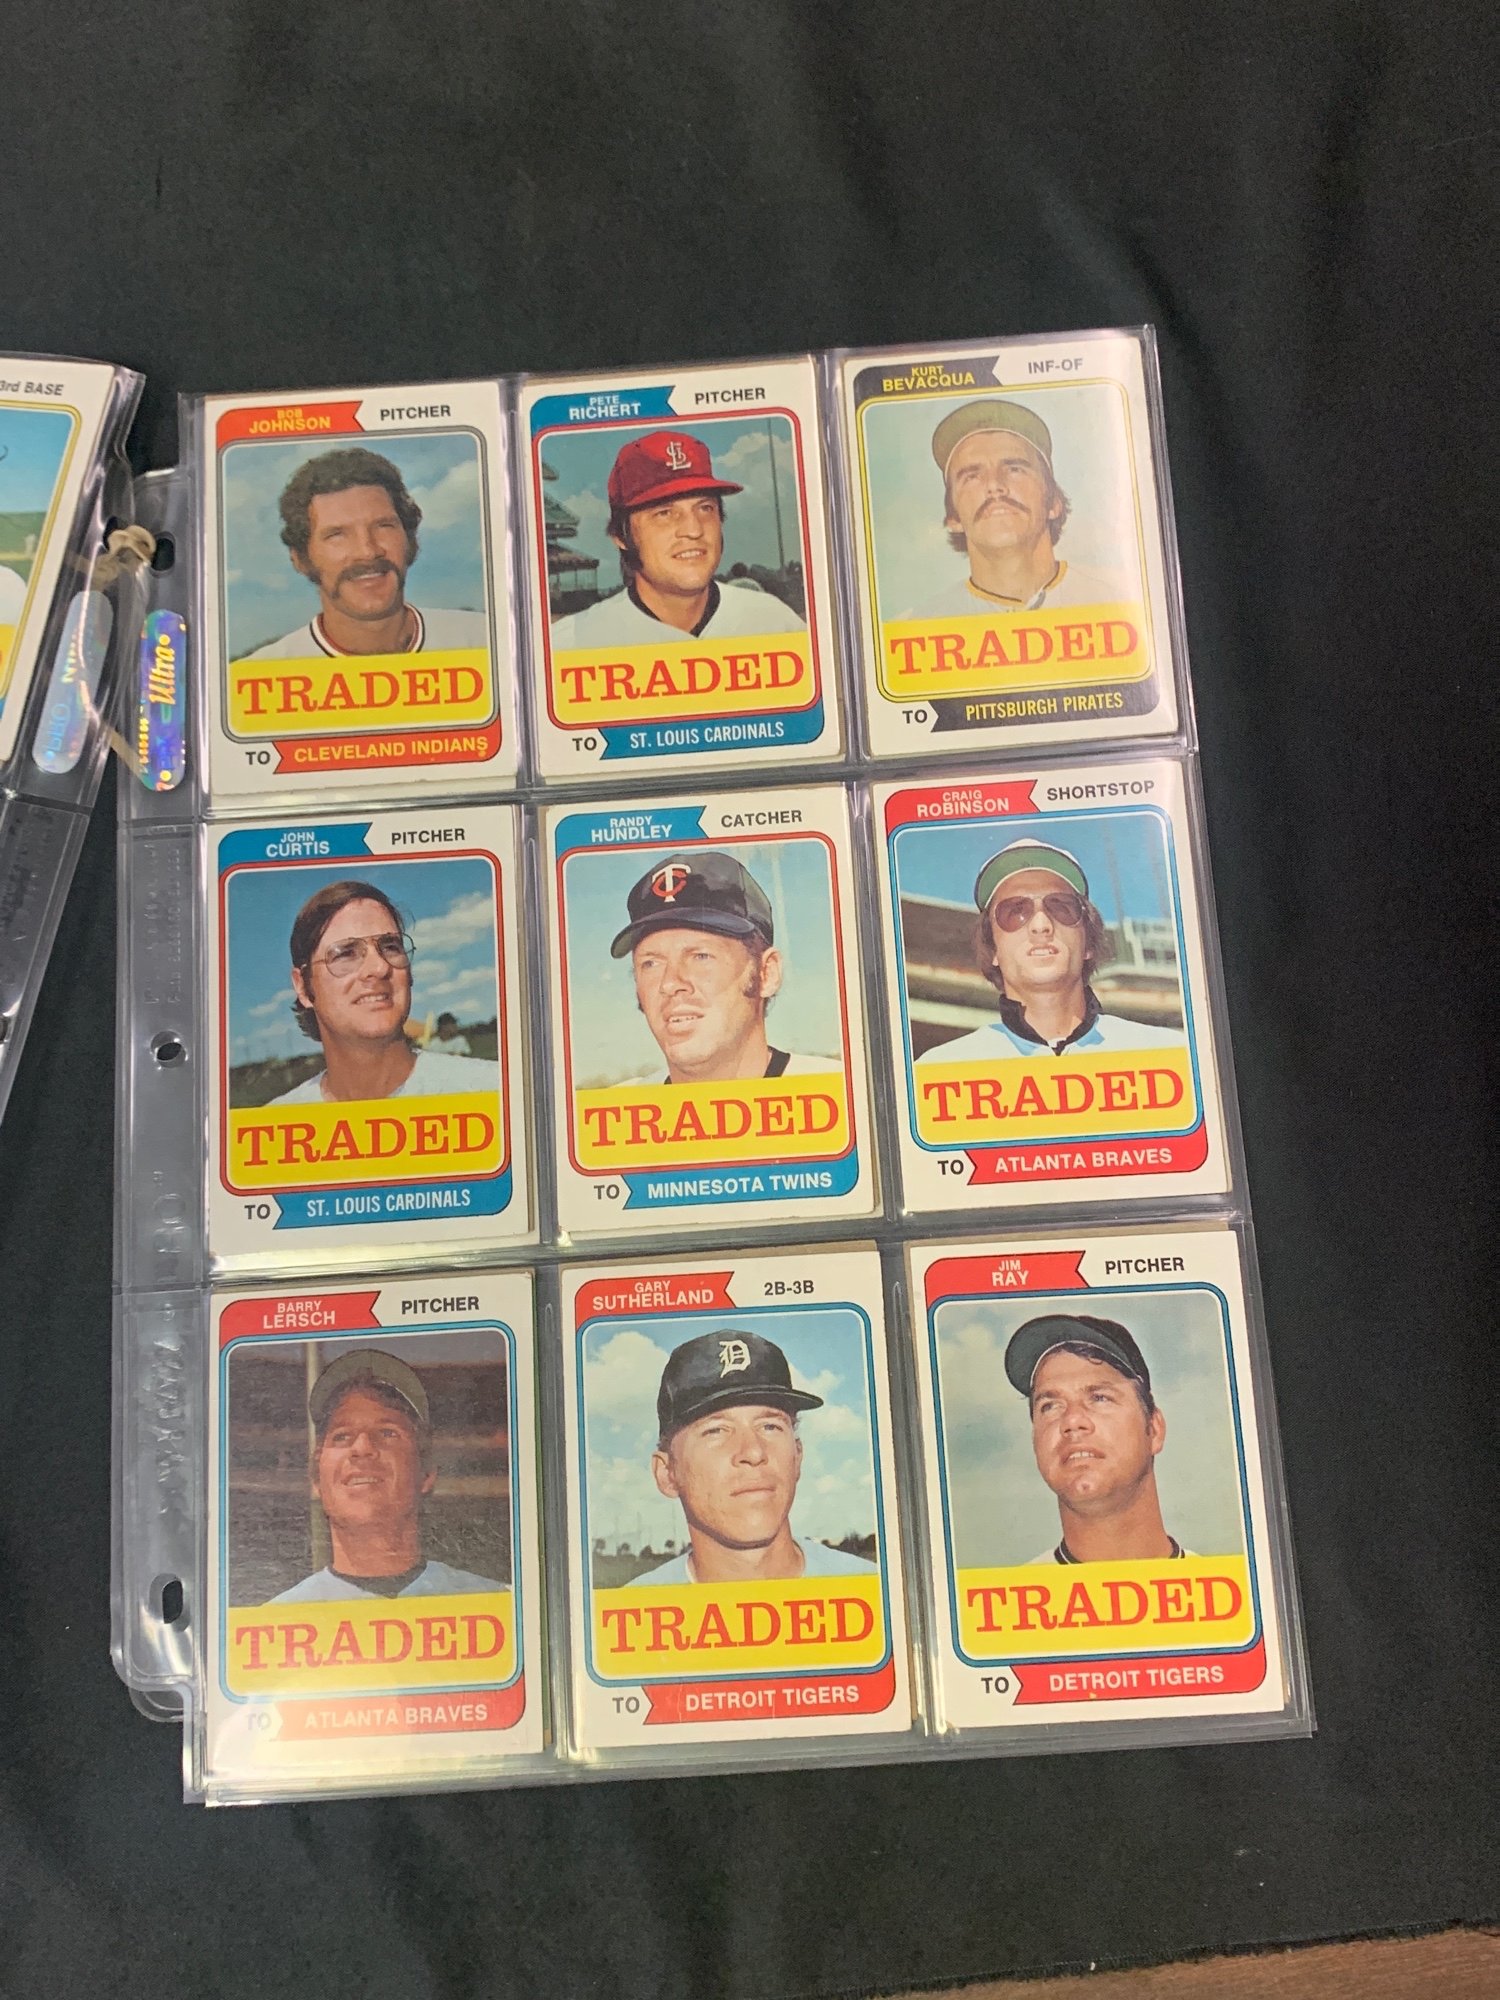 3rd BASE
BOB
JOHNSON
PITCHER
TRADED
TO CLEVELAND INDIANS
PETE
RICHERT
PITCHER
TRADED
TO ST. LOUIS CARDINALS
KURT
BEVACQUA
INF-OF
TRADED
TO PITTSBURGH PIRATES
Ultra
JOHN
CURTIS
PITCHER
TRADED
TO ST. LOUIS CARDINALS
RANDY
HUNDLEY
CATCHER
TC
TRADED
TO MINNESOTA TWINS
CRAIG
ROBINSON
SHORTSTOP
TRADED
TO ATLANTA BRAVES
BARRY
LERSCH
PITCHER
TRADED
TO ATLANTA BRAVES
GARY
SUTHERLAND
2B-3B
D
TRADED
TO DETROIT TIGERS
JIM
RAY
PITCHER
TRADED
TO DETROIT TIGERS